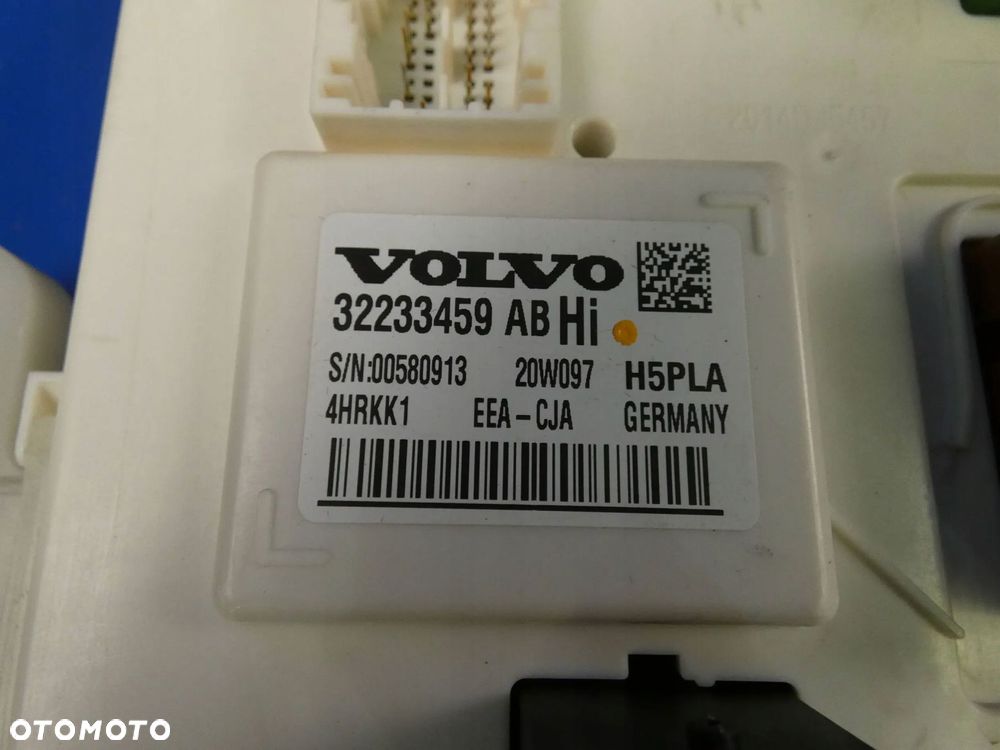 VOLVO
32233459 AB Hi
S/N:00580913 20W097 H5PLA
4HRKK1 EEA-CJA GERMANY
OTOMOTO